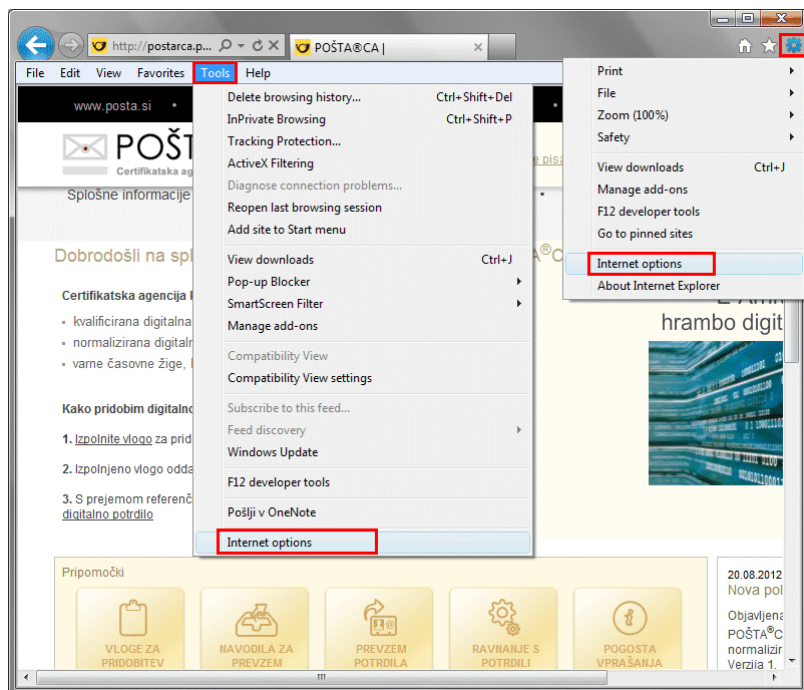 http://postarca.p...
POŠTA®CA |
File Edit View Favorites Tools Help
www.posta.si •
Certifikatska ag
Splošne informacije
Dobrodošli na spl
Certifikatska agencija
kvalificirana digitalna
normalizirana digitaln
varne časovne žige,
Kako pridobim digitalno
1. Izpolnite vlogo za prid
2. Izpolnjeno vlogo odda
3. S prejemom referenč
digitalno potrdilo
Delete browsing history... Ctrl+Shift+Del
InPrivate Browsing Ctrl+Shift+P
Tracking Protection...
ActiveX Filtering
Diagnose connection problems...
Reopen last browsing session
Add site to Start menu
View downloads Ctrl+J
Pop-up Blocker
SmartScreen Filter
Manage add-ons
Compatibility View
Compatibility View settings
Subscribe to this feed...
Feed discovery
Windows Update
F12 developer tools
Pošlji v OneNote
Internet options
Print
File
Zoom (100%)
Safety
View downloads Ctrl+J
Manage add-ons
F12 developer tools
Go to pinned sites
Internet options
About Internet Explorer
hrambo digit
Pripomočki
VLOGE ZA
PRIDOBITEV
NAVODILA ZA
PREVZEM
PREVZEM
POTRDILA
RAVNANJE S
POTRDILI
POGOSTA
VPRAŠANJA
20.08.2012
Nova pol
Objavljena
POŠTA®C
normalizir
Verzija 1.